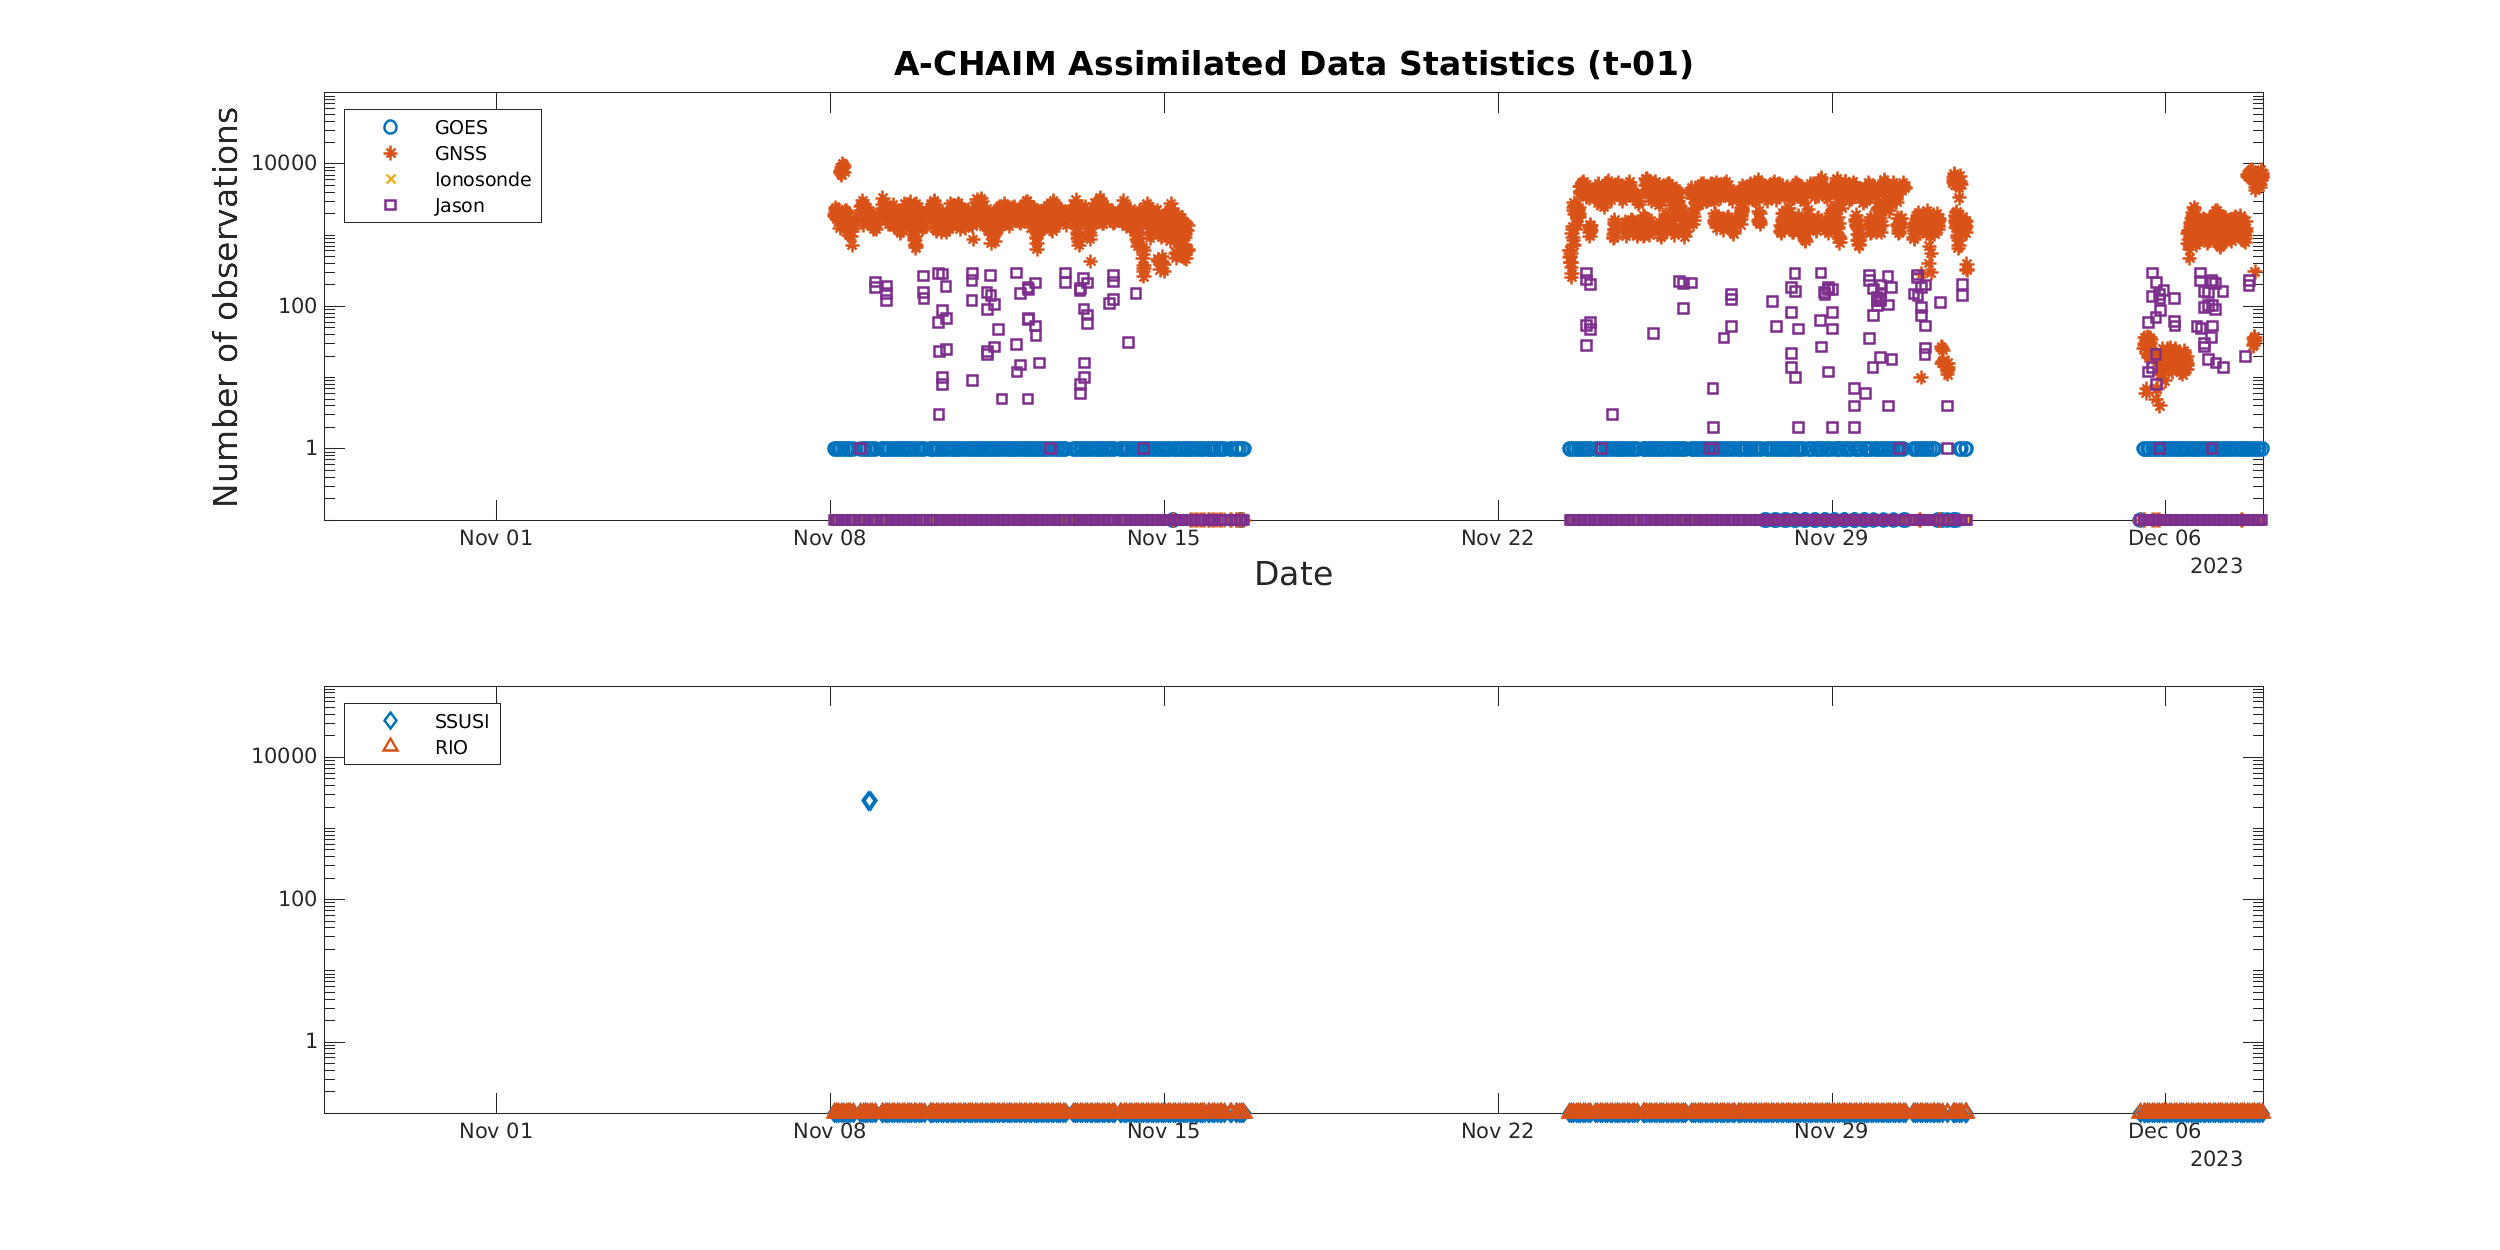 A-CHAIM Assimilated Data Statistics (t-01)
Number of observations
10000
100
1
GOES
GNSS
Ionosonde
Jason
Nov 01
Nov 08
Nov 15
Nov 22
Nov 29
Dec 06
2023
Date
10000
100
1
SSUSI
RIO
Nov 01
Nov 08
Nov 15
Nov 22
Nov 29
Dec 06
2023